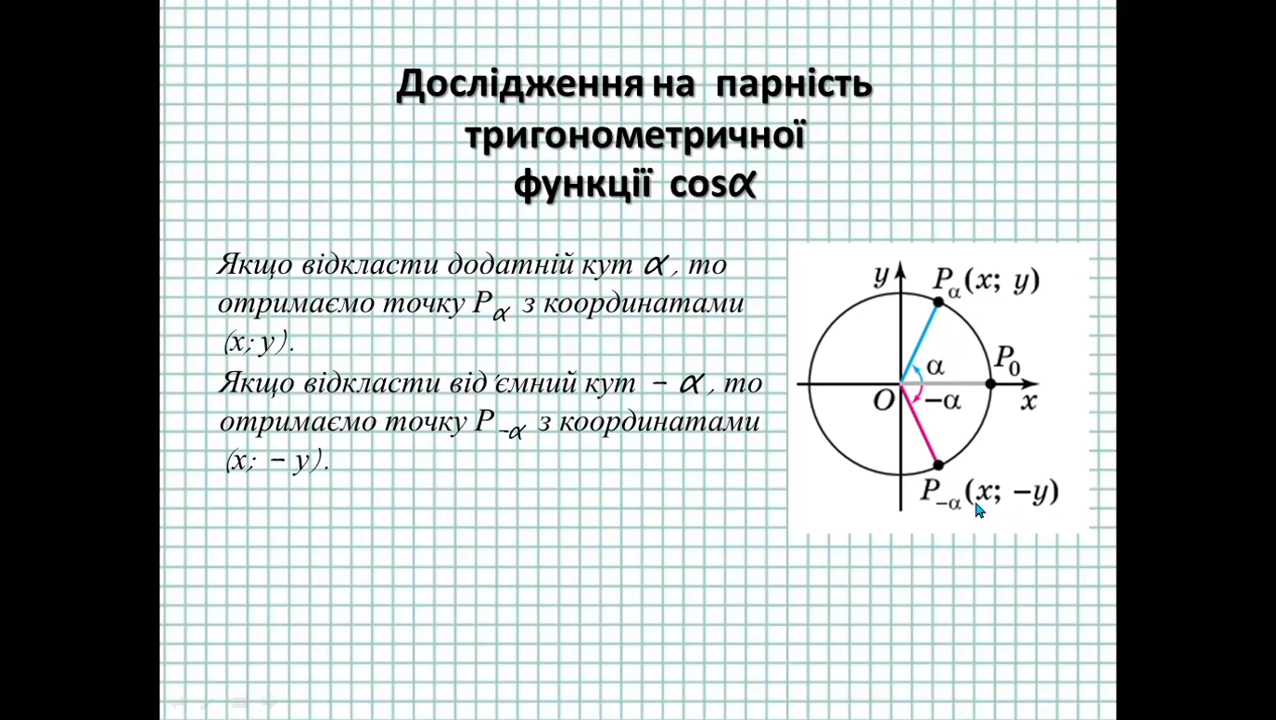 Дослідження на парність
тригонометричної
функції cosα
Якщо відкласти додатній кут α, то
отримаємо точку P α з координатами
(x; y).
Якщо відкласти від'ємний кут − α, то
отримаємо точку P −α з координатами
(x; − y).
y
Pα(x; y)
α
P0
O
−α
x
P−α(x; −y)